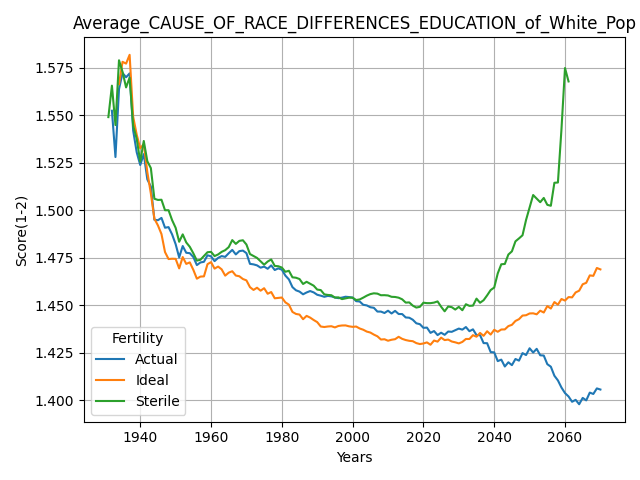 Average_CAUSE_OF_RACE_DIFFERENCES_EDUCATION_of_White_Pop
1.575
1.550
1.525
1.500
1.475
1.450
1.425
1.400
Score(1-2)
Fertility
Actual
Ideal
Sterile
1940 1960 1980 2000 2020 2040 2060
Years